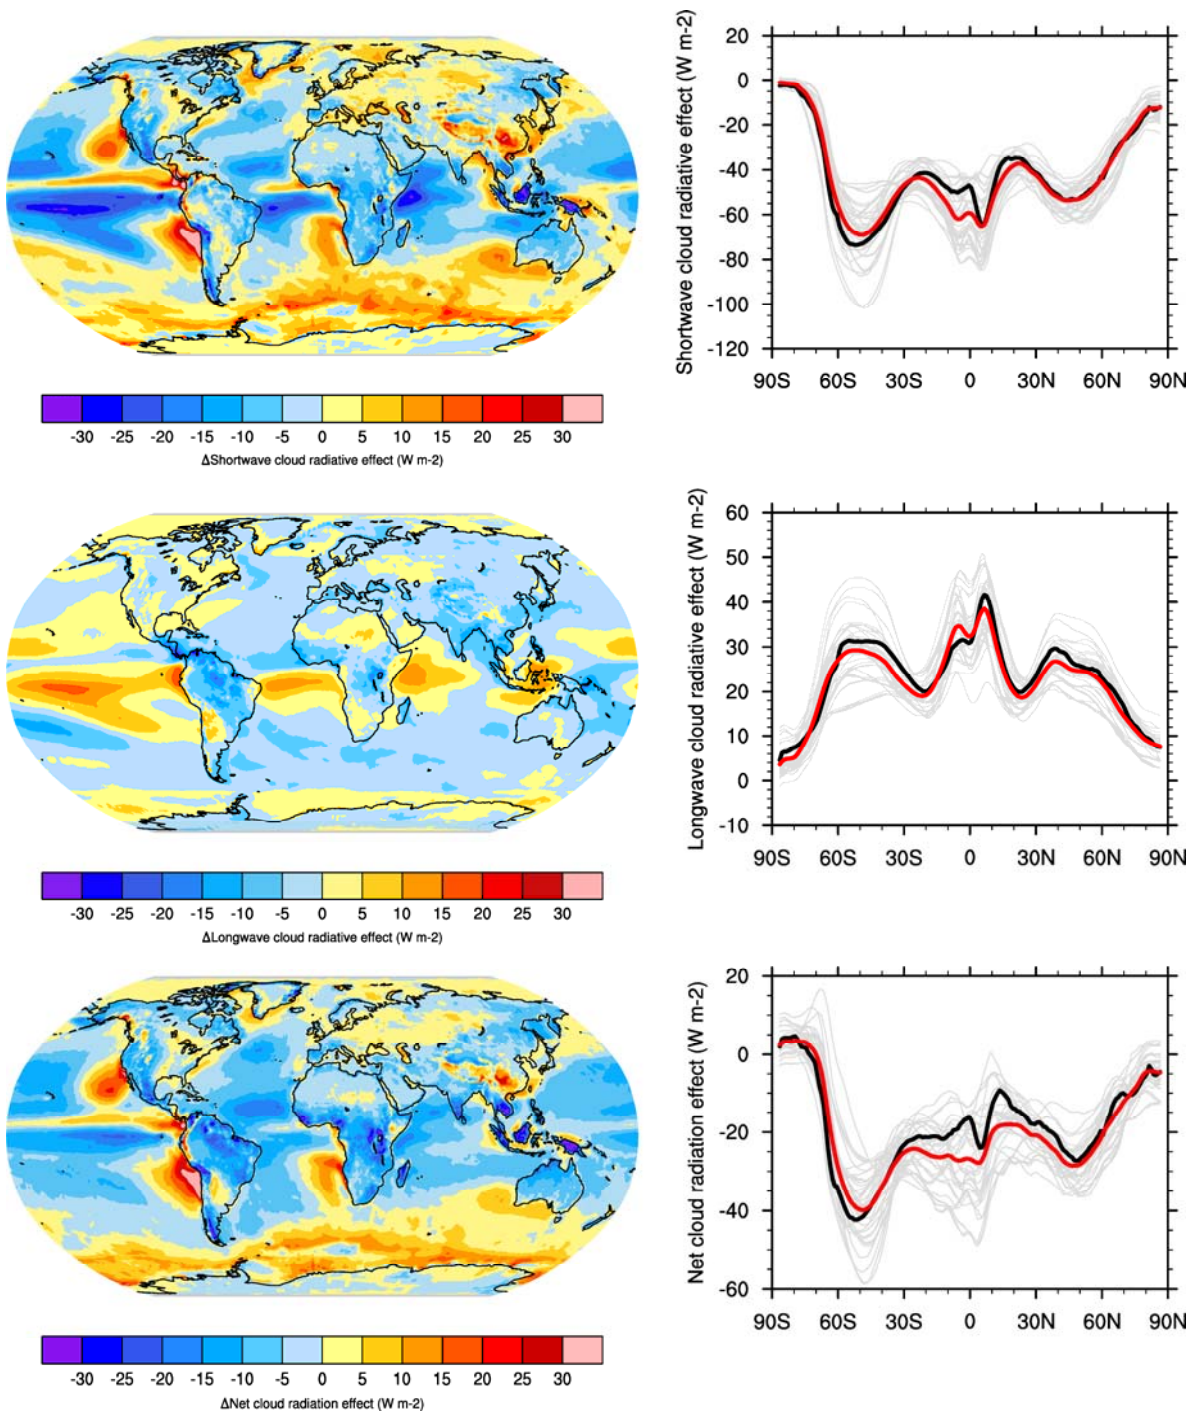 20
0
-20
-40
-60
-80
-100
-120
Shortwave cloud radiative effect (W m-2)
90S 60S 30S 0 30N 60N 90N
-30 -25 -20 -15 -10 -5 0 5 10 15 20 25 30
ΔShortwave cloud radiative effect (W m-2)
60
50
40
30
20
10
0
-10
Longwave cloud radiative effect (W m-2)
90S 60S 30S 0 30N 60N 90N
-30 -25 -20 -15 -10 -5 0 5 10 15 20 25 30
ΔLongwave cloud radiative effect (W m-2)
20
0
-20
-40
-60
Net cloud radiation effect (W m-2)
90S 60S 30S 0 30N 60N 90N
-30 -25 -20 -15 -10 -5 0 5 10 15 20 25 30
ΔNet cloud radiation effect (W m-2)